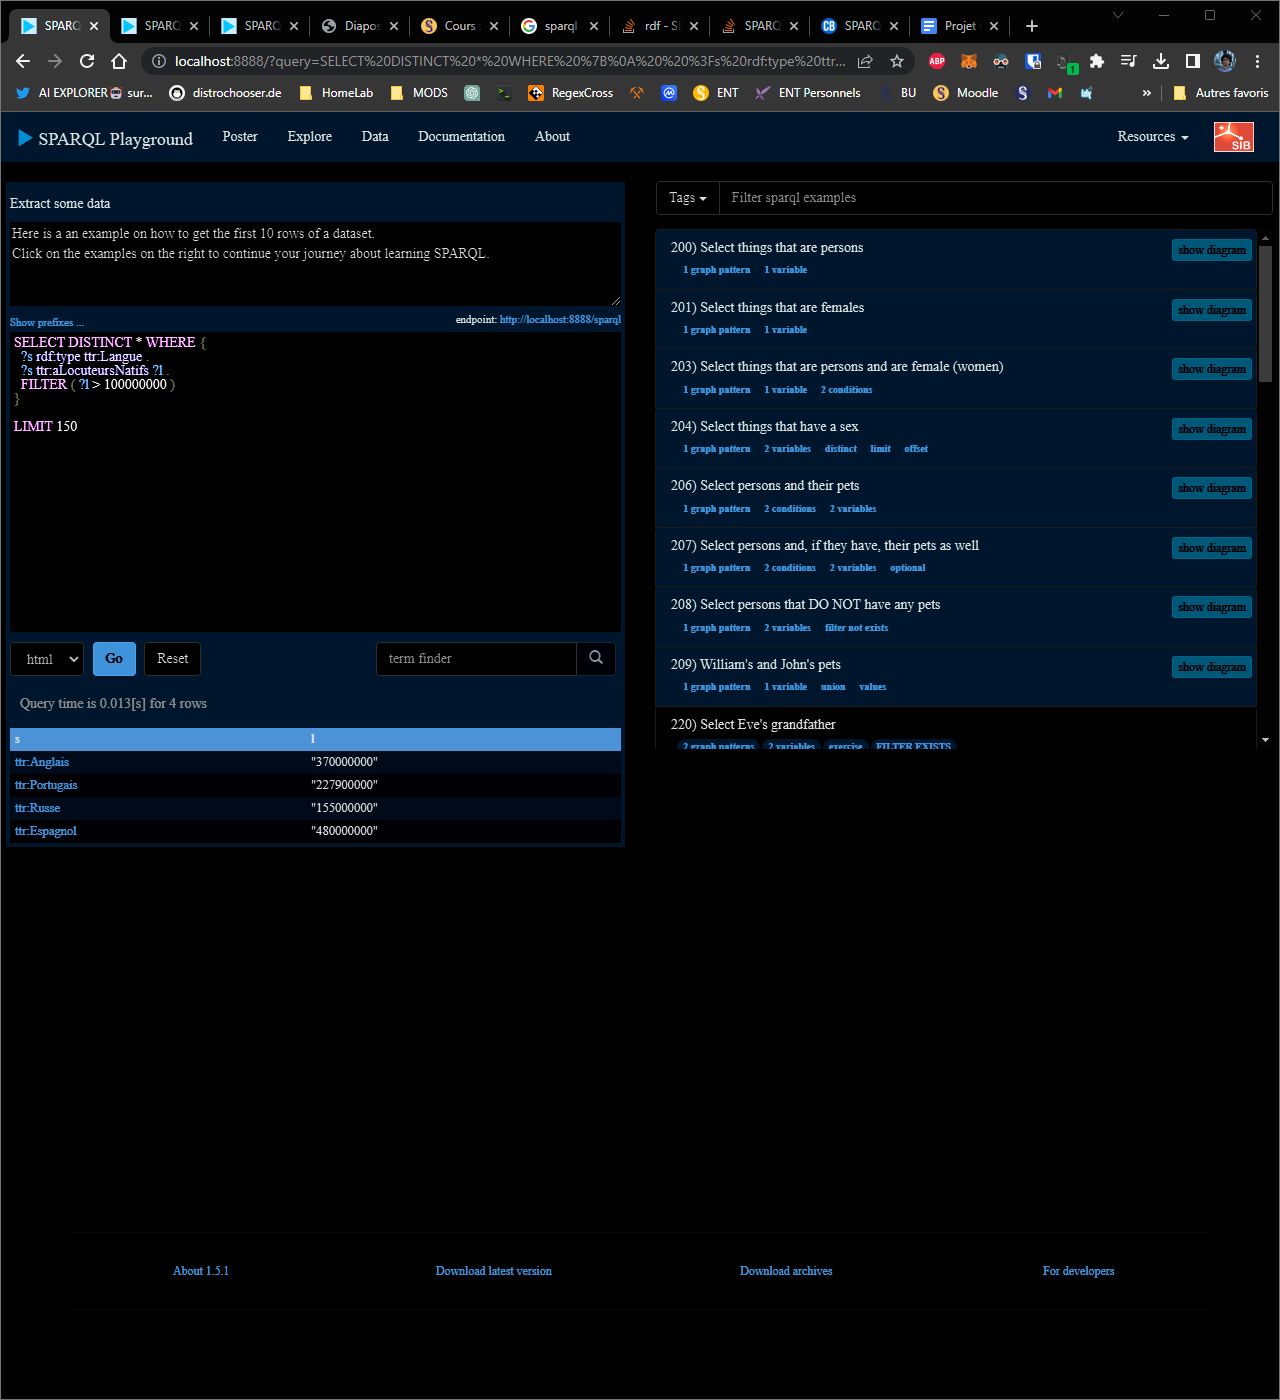 SPARQ
SPARQ
SPARQ
Diapos
Cours
sparql
rdf - SP
SPARQ
SPARQ
Projet
localhost:8888/?query=SELECT%20DISTINCT%20*%20WHERE%20%7B%0A%20%20%3Fs%20rdf:type%20ttr...
AI EXPLORER sur... distrochooser.de HomeLab MODS RegexCross ENT ENT Personnels BU Moodle » Autres favoris
SPARQL Playground Poster Explore Data Documentation About Resources SIB
Extract some data
Here is a an example on how to get the first 10 rows of a dataset.
Click on the examples on the right to continue your journey about learning SPARQL.
Show prefixes ... endpoint: http://localhost:8888/sparql
SELECT DISTINCT * WHERE {
?s rdf:type ttr:Langue .
?s ttr:aLocuteursNatifs ?l .
FILTER ( ?l > 100000000 )
}
LIMIT 150
html Go Reset term finder
Query time is 0.013[s] for 4 rows
s l
ttr:Anglais "370000000"
ttr:Portugais "227900000"
ttr:Russe "155000000"
ttr:Espagnol "480000000"
Tags Filter sparql examples
200) Select things that are persons show diagram
1 graph pattern 1 variable
201) Select things that are females show diagram
1 graph pattern 1 variable
203) Select things that are persons and are female (women) show diagram
1 graph pattern 1 variable 2 conditions
204) Select things that have a sex show diagram
1 graph pattern 2 variables distinct limit offset
206) Select persons and their pets show diagram
1 graph pattern 2 conditions 2 variables
207) Select persons and, if they have, their pets as well show diagram
1 graph pattern 2 conditions 2 variables optional
208) Select persons that DO NOT have any pets show diagram
1 graph pattern 2 variables filter not exists
209) William's and John's pets show diagram
1 graph pattern 1 variable union values
220) Select Eve's grandfather
2 graph patterns 2 variables exercise FILTER EXISTS
About 1.5.1 Download latest version Download archives For developers